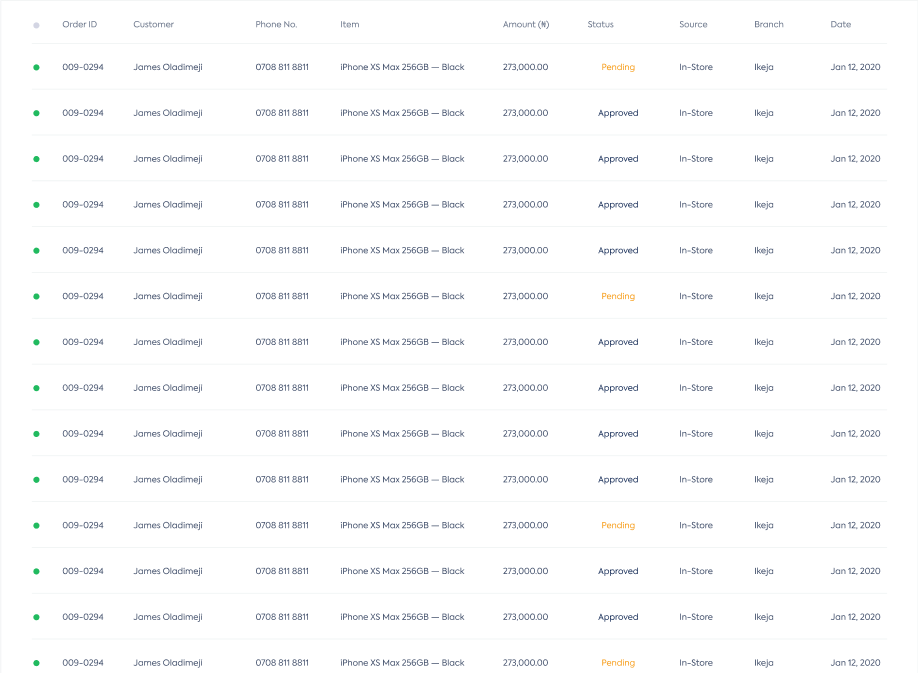 Order ID Customer Phone No. Item Amount (₦) Status Source Branch Date
009-0294 James Oladimeji 0708 811 8811 iPhone XS Max 256GB — Black 273,000.00 Pending In-Store Ikeja Jan 12, 2020
009-0294 James Oladimeji 0708 811 8811 iPhone XS Max 256GB — Black 273,000.00 Approved In-Store Ikeja Jan 12, 2020
009-0294 James Oladimeji 0708 811 8811 iPhone XS Max 256GB — Black 273,000.00 Approved In-Store Ikeja Jan 12, 2020
009-0294 James Oladimeji 0708 811 8811 iPhone XS Max 256GB — Black 273,000.00 Approved In-Store Ikeja Jan 12, 2020
009-0294 James Oladimeji 0708 811 8811 iPhone XS Max 256GB — Black 273,000.00 Approved In-Store Ikeja Jan 12, 2020
009-0294 James Oladimeji 0708 811 8811 iPhone XS Max 256GB — Black 273,000.00 Pending In-Store Ikeja Jan 12, 2020
009-0294 James Oladimeji 0708 811 8811 iPhone XS Max 256GB — Black 273,000.00 Approved In-Store Ikeja Jan 12, 2020
009-0294 James Oladimeji 0708 811 8811 iPhone XS Max 256GB — Black 273,000.00 Approved In-Store Ikeja Jan 12, 2020
009-0294 James Oladimeji 0708 811 8811 iPhone XS Max 256GB — Black 273,000.00 Approved In-Store Ikeja Jan 12, 2020
009-0294 James Oladimeji 0708 811 8811 iPhone XS Max 256GB — Black 273,000.00 Approved In-Store Ikeja Jan 12, 2020
009-0294 James Oladimeji 0708 811 8811 iPhone XS Max 256GB — Black 273,000.00 Pending In-Store Ikeja Jan 12, 2020
009-0294 James Oladimeji 0708 811 8811 iPhone XS Max 256GB — Black 273,000.00 Approved In-Store Ikeja Jan 12, 2020
009-0294 James Oladimeji 0708 811 8811 iPhone XS Max 256GB — Black 273,000.00 Approved In-Store Ikeja Jan 12, 2020
009-0294 James Oladimeji 0708 811 8811 iPhone XS Max 256GB — Black 273,000.00 Pending In-Store Ikeja Jan 12, 2020